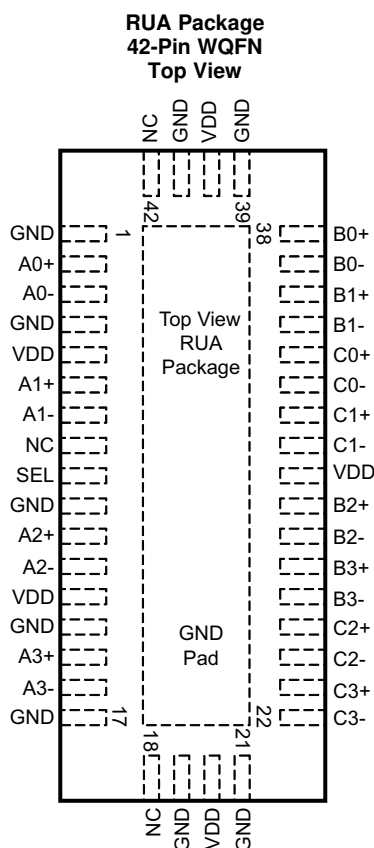 RUA Package
42-Pin WQFN
Top View
NC
GND
VDD
GND
42
39
GND
1
38
B0+
A0+
B0-
A0-
B1+
GND
B1-
VDD
C0+
A1+
C0-
A1-
C1+
NC
C1-
SEL
VDD
GND
B2+
A2+
B2-
A2-
B3+
VDD
B3-
GND
C2+
A3+
C2-
A3-
C3+
GND
17
22
C3-
Top View
RUA
Package
GND
Pad
18
21
NC
GND
VDD
GND